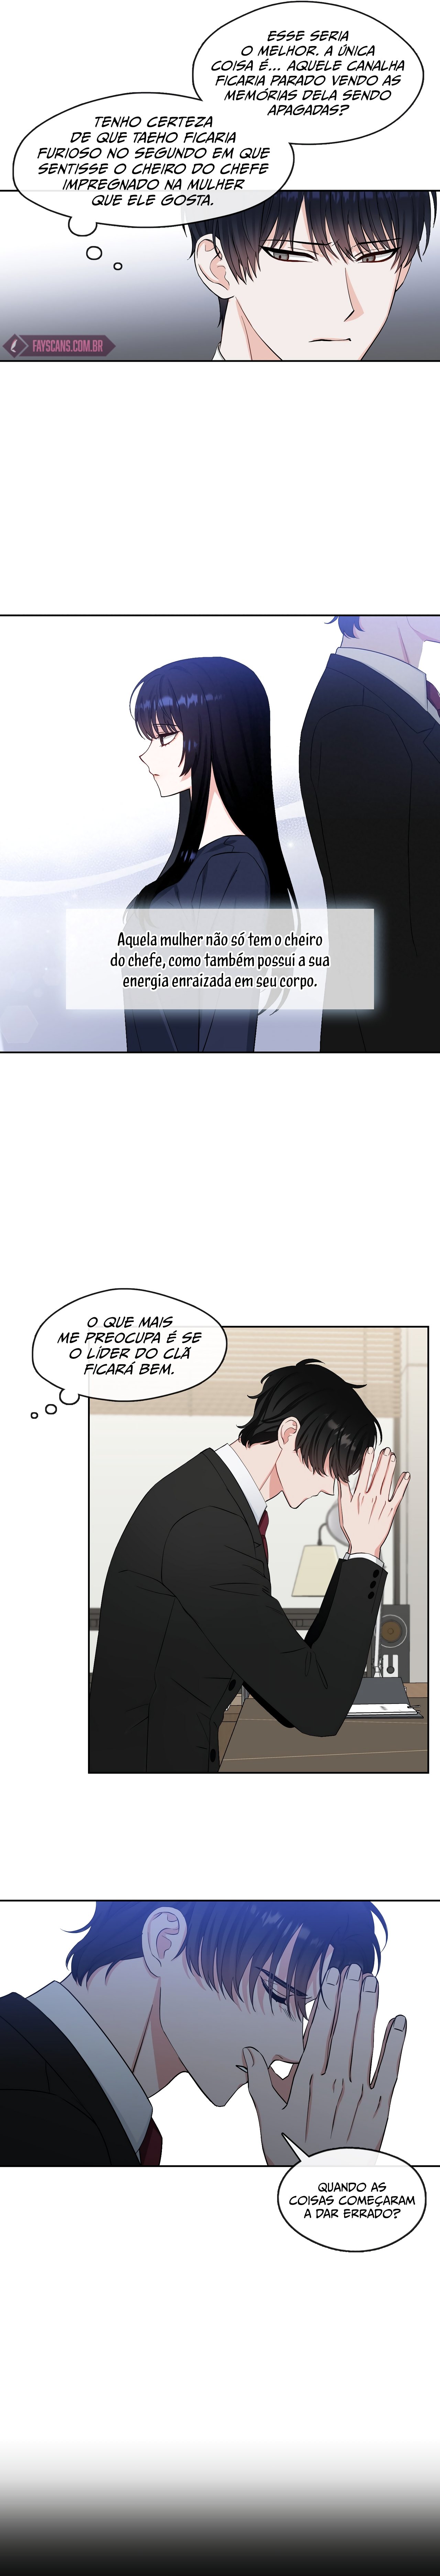 ESSE SERIA
O MELHOR. A ÚNICA
COISA É... AQUELE CANALHA
FICARIA PARADO VENDO AS
MEMÓRIAS DELA SENDO
APAGADAS?
TENHO CERTEZA
DE QUE TAEHO FICARIA
FURIOSO NO SEGUNDO EM QUE
SENTISSE O CHEIRO DO CHEFE
IMPREGNADO NA MULHER
QUE ELE GOSTA.
FAYSCANS.COM.BR
Aquela mulher não só tem o cheiro
do chefe, como também possui a sua
energia enraizada em seu corpo.
O QUE MAIS
ME PREOCUPA É SE
O LÍDER DO CLÃ
FICARÁ BEM.
QUANDO AS
COISAS COMEÇARAM
A DAR ERRADO?